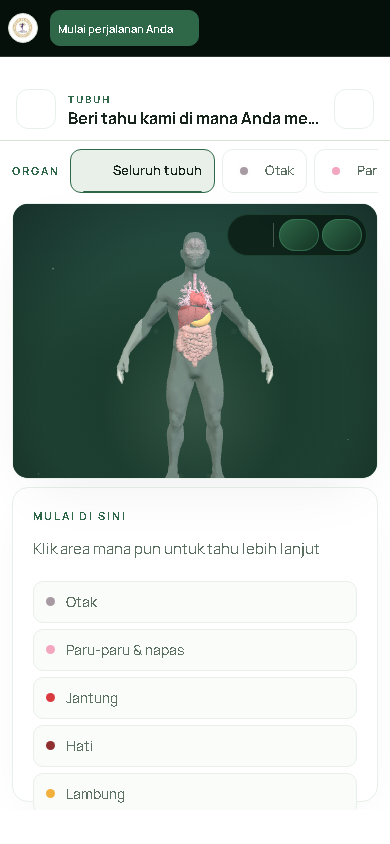 Mulai perjalanan Anda
TUBUH
Beri tahu kami di mana Anda me...
ORGAN
Seluruh tubuh
Otak
Par
MULAI DI SINI
Klik area mana pun untuk tahu lebih lanjut
Otak
Paru-paru & napas
Jantung
Hati
Lambung